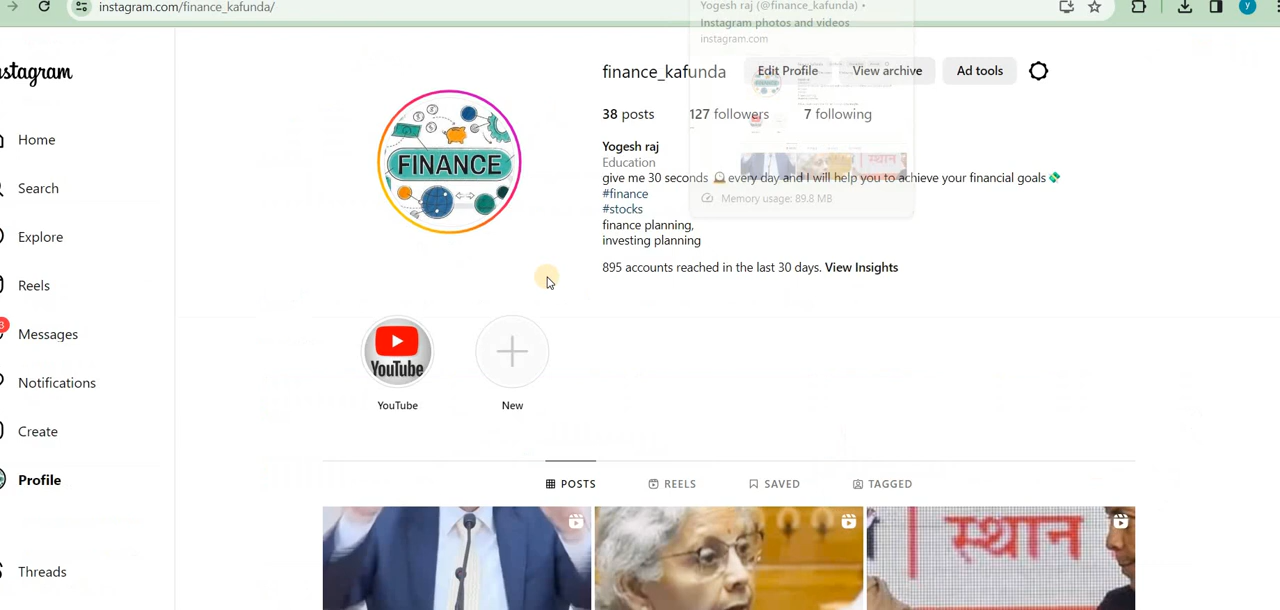 instagram.com/finance_kafunda/
y
Yogesh raj (@finance_kafunda) •
Instagram photos and videos
instagram.com
Memory usage: 89.8 MB
nstagram
finance_kafunda
Edit Profile
View archive
Ad tools
38 posts
127 followers
7 following
Yogesh raj
Education
give me 30 seconds 🕰️ every day and I will help you to achieve your financial goals 💸
#finance
#stocks
finance planning,
investing planning
895 accounts reached in the last 30 days. View Insights
FINANCE
Home
Search
Explore
Reels
3
Messages
Notifications
Create
Profile
Threads
YouTube
YouTube
New
POSTS
REELS
SAVED
TAGGED
स्थान